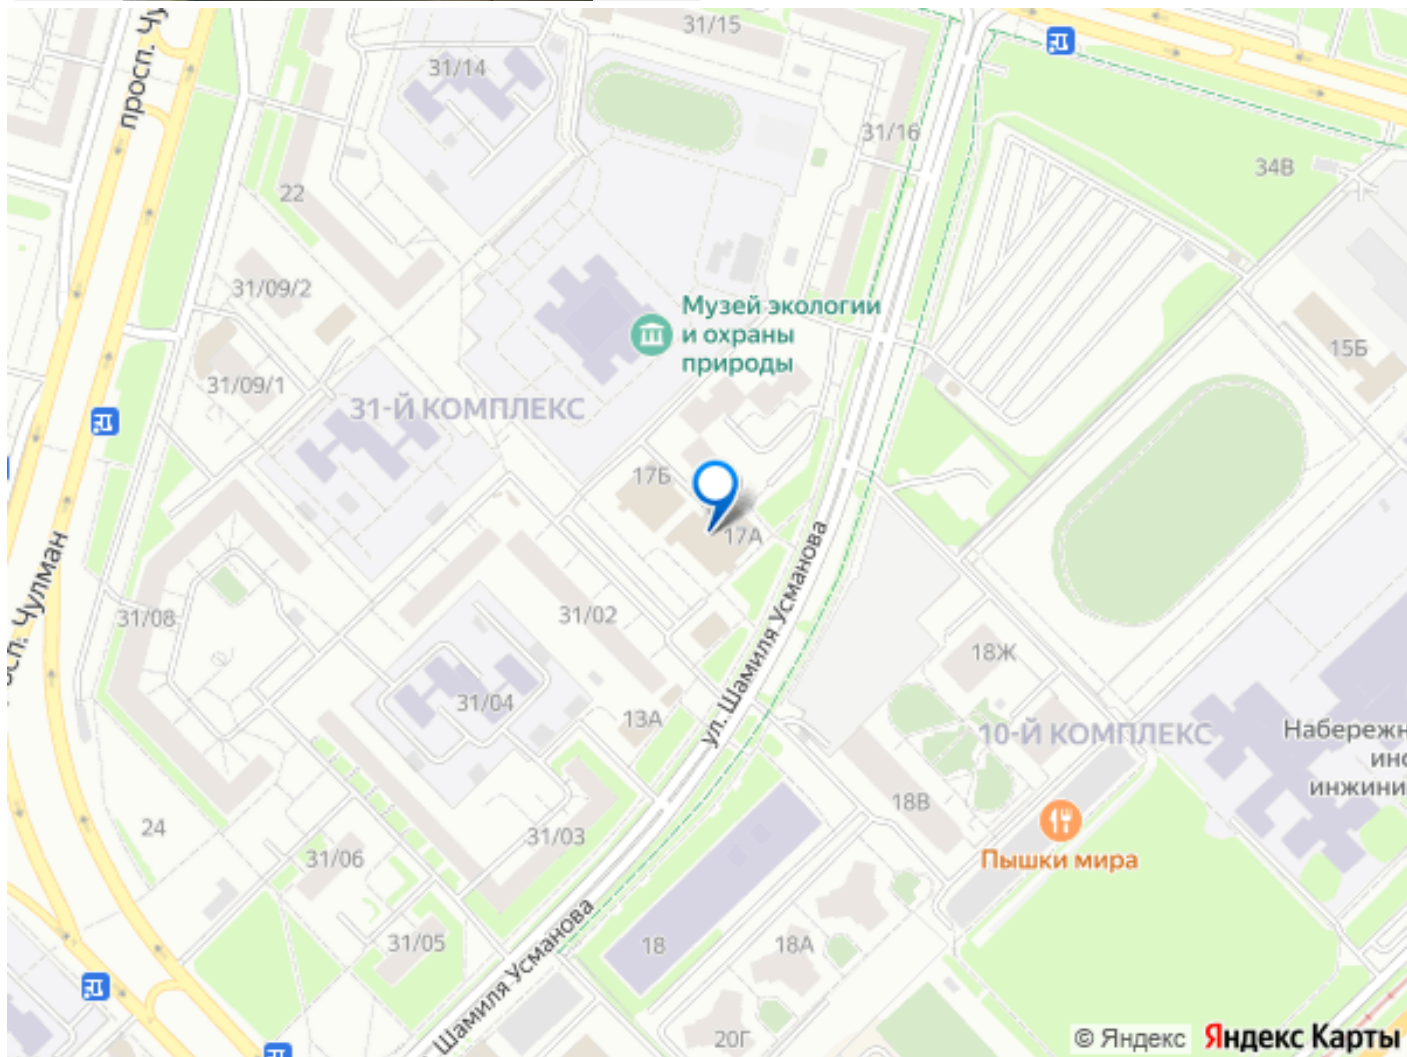 31/15
просп. Чу
31/14
31/16
34В
22
31/09/2
Музей экологии
и охраны
природы
15Б
31/09/1
31-Й КОМПЛЕКС
17Б
17А
ул. Шамиля Усманова
просп. Чулман
31/08
31/02
18Ж
31/04
13А
10-Й КОМПЛЕКС
Набережн
инс
инжини
18В
24
31/03
31/06
Пышки мира
31/05
18
18А
Шамиля Усманова
20Г
© Яндекс Яндекс Карты